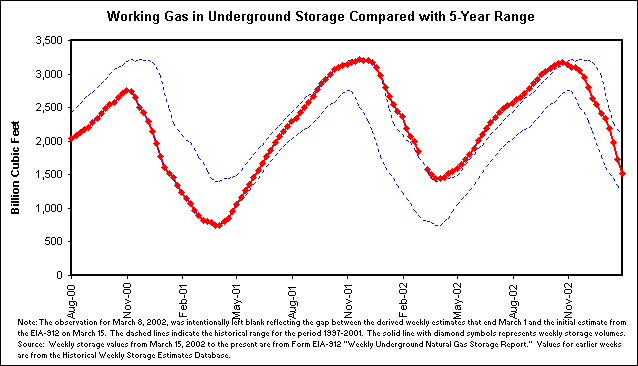 Working Gas in Underground Storage Compared with 5-Year Range
3,500
3,000
2,500
2,000
1,500
1,000
500
0
Billion Cubic Feet
Aug-00
Nov-00
Feb-01
May-01
Aug-01
Nov-01
Feb-02
May-02
Aug-02
Nov-02
Note: The observation for March 8, 2002, was intentionally left blank reflecting the gap between the derived weekly estimates that end March 1 and the initial estimate from
the EIA-912 on March 15. The dashed lines indicate the historical range for the period 1997-2001. The solid line with diamond symbols represents weekly storage volumes.
Source: Weekly storage values from March 15, 2002 to the present are from Form EIA-912 "Weekly Underground Natural Gas Storage Report." Values for earlier weeks
are from the Historical Weekly Storage Estimates Database.